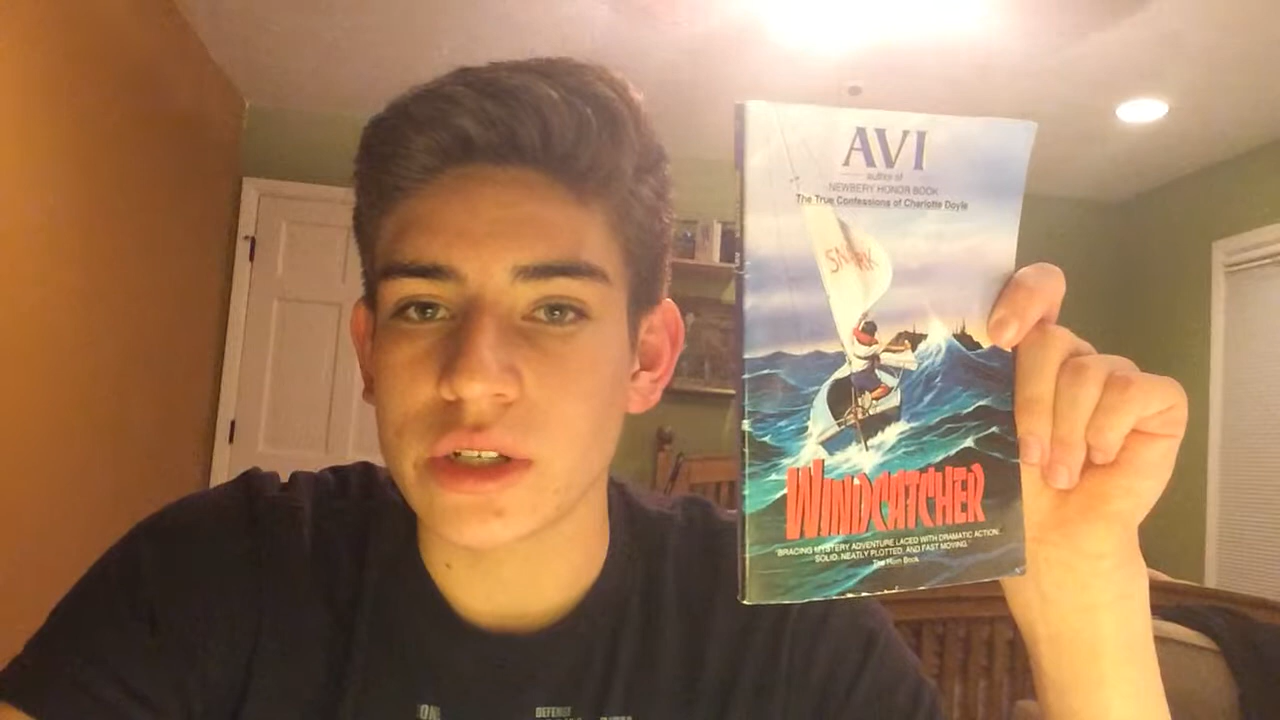 AVI
author of
NEWBERY HONOR BOOK
The True Confessions of Charlotte Doyle
WINDCATCHER
"BRACING MYSTERY ADVENTURE LACED WITH DRAMATIC ACTION...
SOLID, NEATLY PLOTTED, AND FAST MOVING."
The Horn Book
DEFENSE